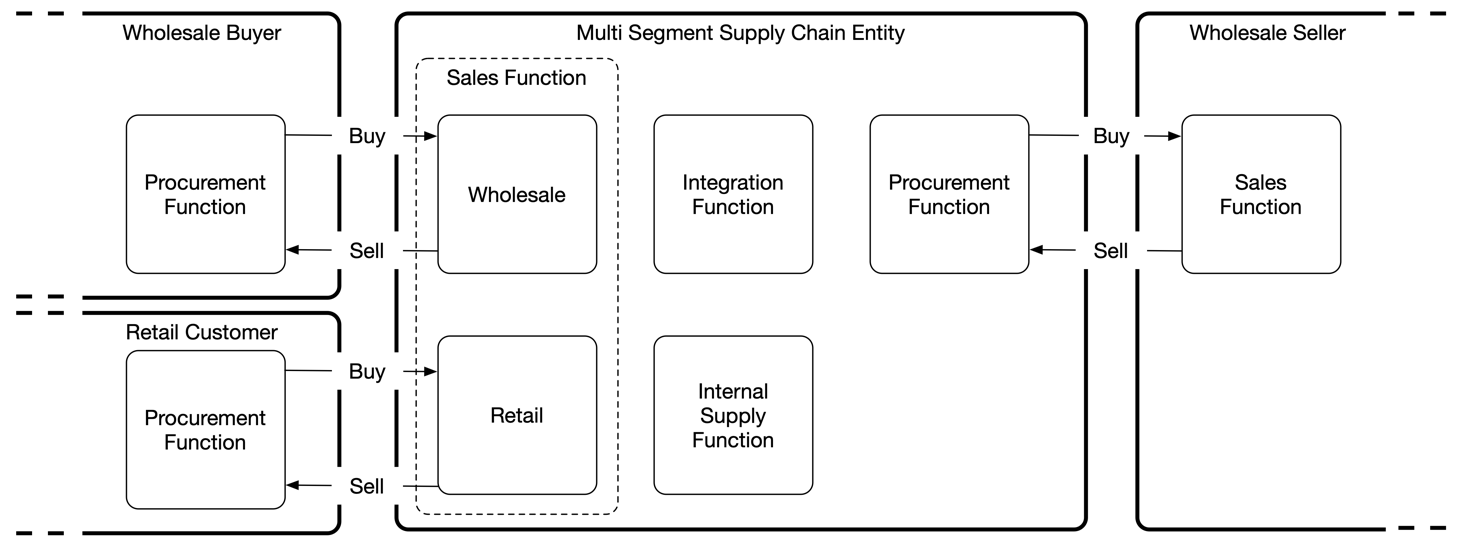 Wholesale Buyer
Multi Segment Supply Chain Entity
Wholesale Seller
Sales Function
Procurement
Function
Buy
Sell
Wholesale
Integration
Function
Procurement
Function
Buy
Sell
Sales
Function
Retail Customer
Procurement
Function
Buy
Sell
Retail
Internal
Supply
Function